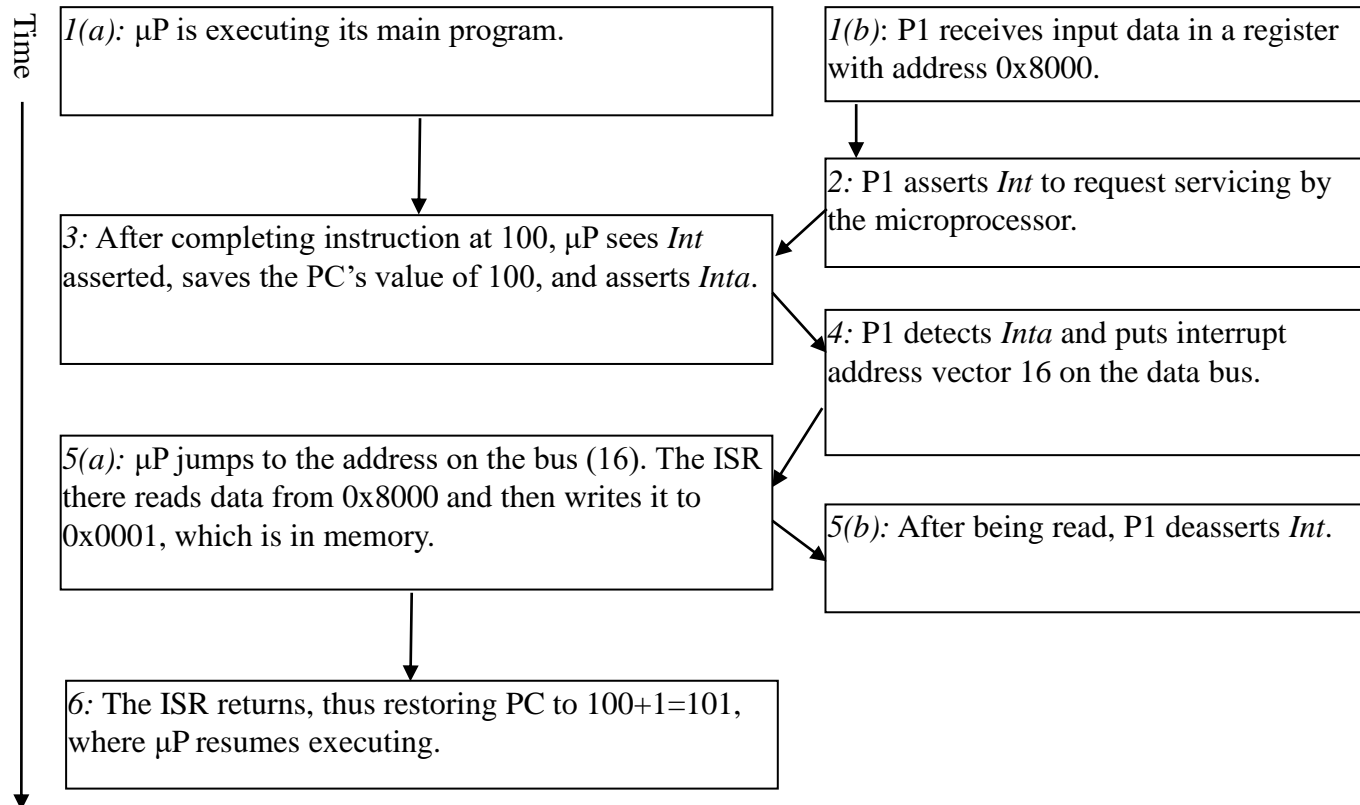 Time
1(a): μP is executing its main program.
1(b): P1 receives input data in a register
with address 0x8000.
2: P1 asserts Int to request servicing by
the microprocessor.
3: After completing instruction at 100, μP sees Int
asserted, saves the PC’s value of 100, and asserts Inta.
4: P1 detects Inta and puts interrupt
address vector 16 on the data bus.
5(a): μP jumps to the address on the bus (16). The ISR
there reads data from 0x8000 and then writes it to
0x0001, which is in memory.
5(b): After being read, P1 deasserts Int.
6: The ISR returns, thus restoring PC to 100+1=101,
where μP resumes executing.